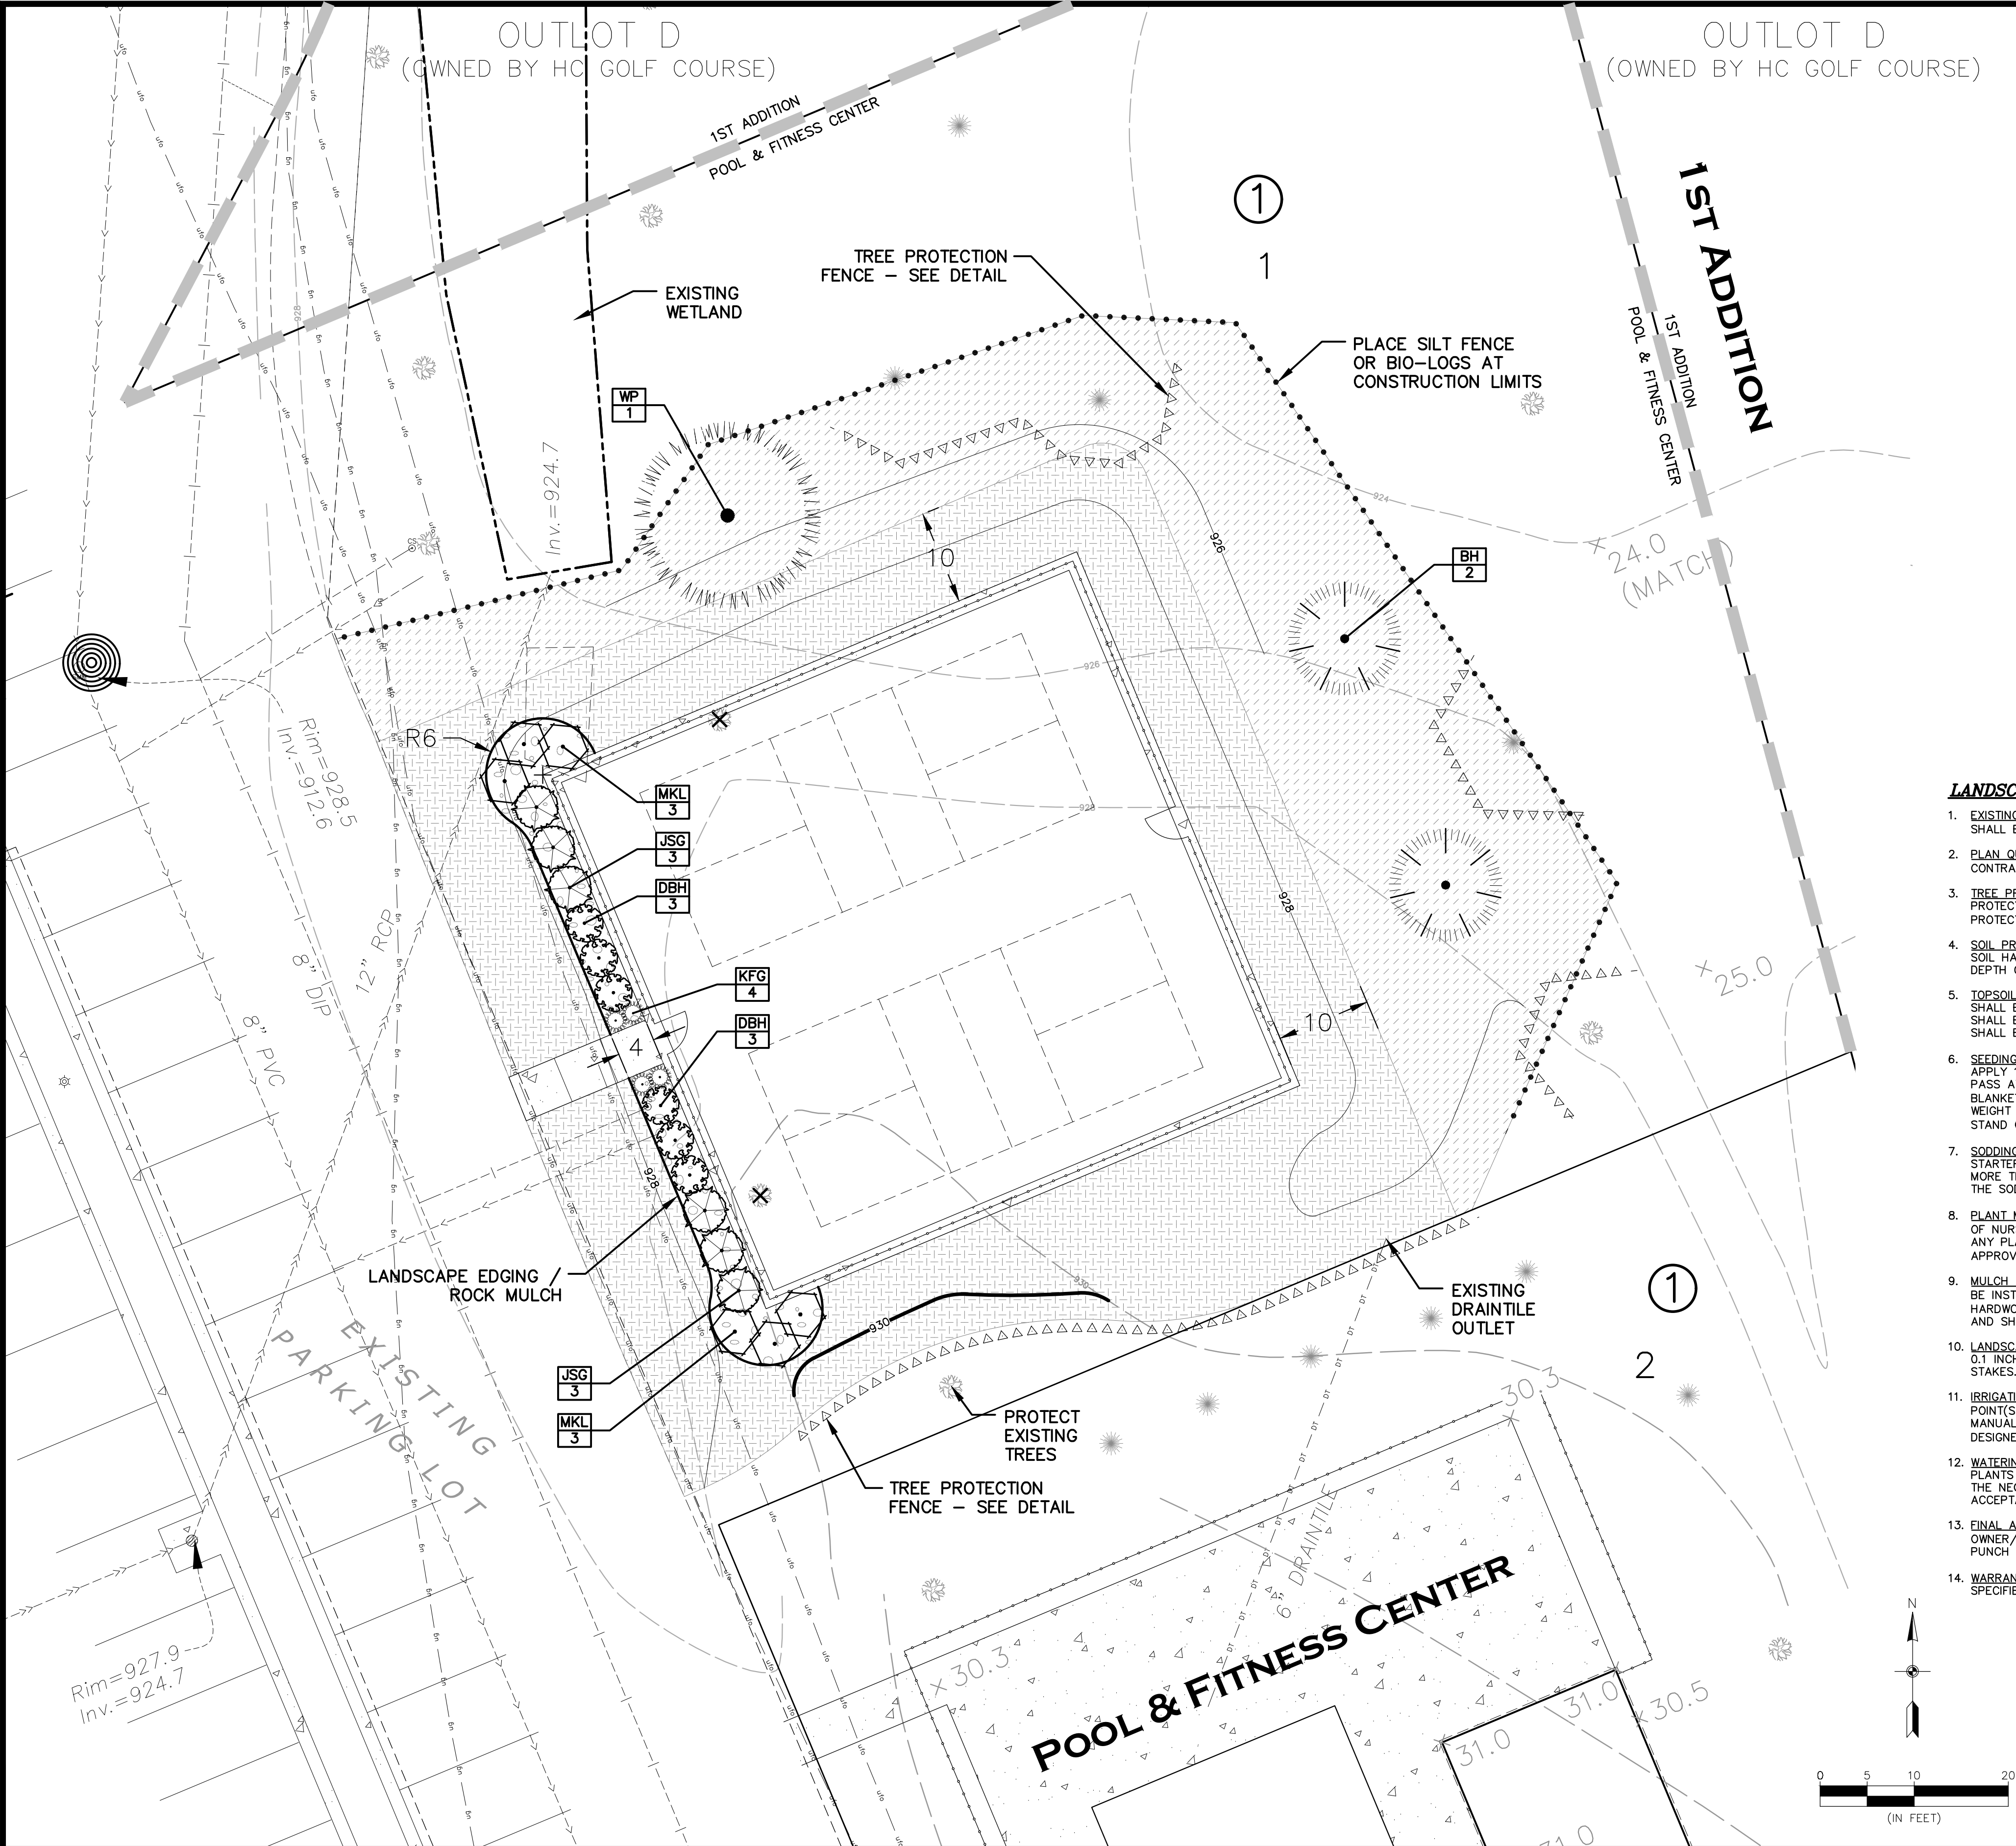 OUTLOT D
(OWNED BY HC GOLF COURSE)
OUTLOT D
(OWNED BY HC GOLF COURSE)
1ST ADDITION
POOL & FITNESS CENTER
1
1
1ST ADDITION
1ST ADDITION
POOL & FITNESS CENTER
TREE PROTECTION
FENCE – SEE DETAIL
EXISTING
WETLAND
PLACE SILT FENCE
OR BIO–LOGS AT
CONSTRUCTION LIMITS
928
WP
1
Inv.=924.7
924
926
24.0
(MATCH)
CS
10
BH
2
926
R6
Rim=928.5
Inv.=912.6
MKL
3
928
JSG
3
DBH
3
928
12" RCP
8" DIP
8" PVC
25.0
KFG
4
10
DBH
3
4
928
LANDSCAPE EDGING /
ROCK MULCH
930
930
EXISTING
DRAINTILE
OUTLET
1
2
EXISTING
PARKING LOT
JSG
3
MKL
3
PROTECT
EXISTING
TREES
30.3
TREE PROTECTION
FENCE – SEE DETAIL
6" DRAINTILE
Rim=927.9
Inv.=924.7
POOL & FITNESS CENTER
30.3
31.0
30.5
31.0
31.0
LANDSC
1. EXISTING
SHALL B
2. PLAN QU
CONTRA
3. TREE PR
PROTECT
PROTECT
4. SOIL PR
SOIL HA
DEPTH
5. TOPSOIL
SHALL B
SHALL B
SHALL B
6. SEEDING
APPLY
PASS A
BLANKET
WEIGHT
STAND
7. SODDING
STARTER
MORE T
THE SOD
8. PLANT M
OF NUR
ANY PLA
APPROV
9. MULCH
BE INST
HARDWO
AND SH
10. LANDSCA
0.1 INCH
STAKES.
11. IRRIGATI
POINT(S
MANUAL
DESIGNE
12. WATERIN
PLANTS
THE NEC
ACCEPT
13. FINAL A
OWNER/
PUNCH
14. WARRAN
SPECIFIE
N
0 5 10 20
(IN FEET)